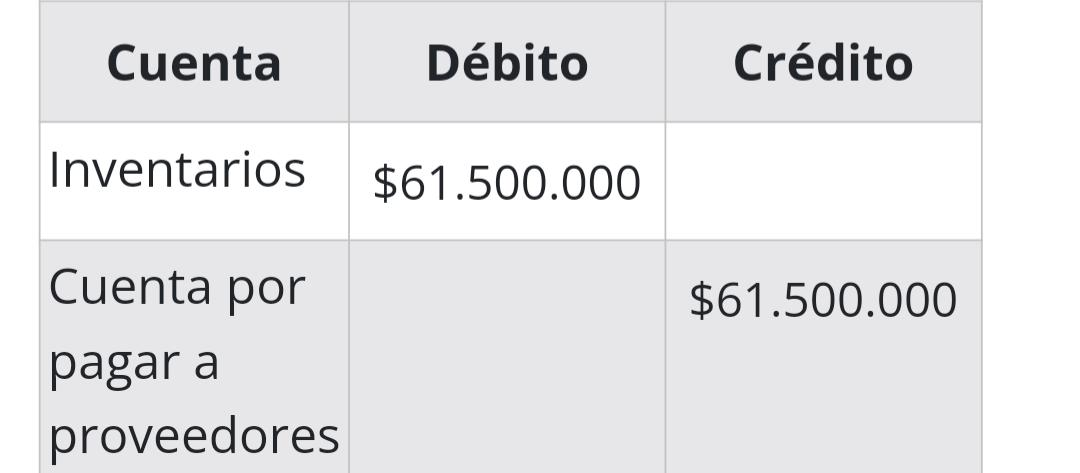 Cuenta Débito Crédito
Inventarios
$61.500.000
Cuenta por
$61.500.000
pagar a
proveedores